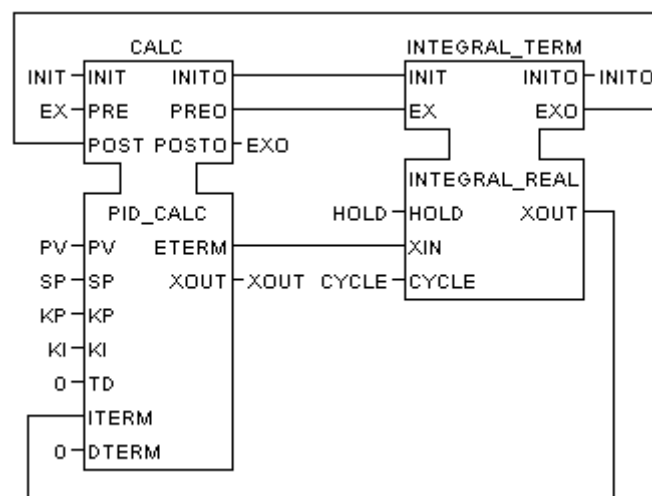 CALC
INTEGRAL_TERM
INIT INIT INITO INIT INITO INITO
EX PRE PREO EX EXO
POST POSTO EXO
PID_CALC
INTEGRAL_REAL
HOLD HOLD XOUT
PV PV ETERM XIN
SP SP XOUT XOUT CYCLE CYCLE
KP KP
KI KI
0 TD
ITERM
0 DTERM